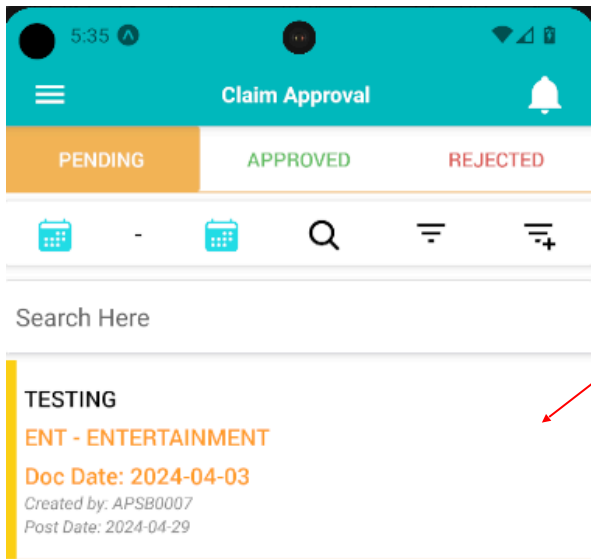 5:35
Claim Approval
PENDING APPROVED REJECTED
-
Search Here
TESTING
ENT - ENTERTAINMENT
Doc Date: 2024-04-03
Created by: APSB0007
Post Date: 2024-04-29